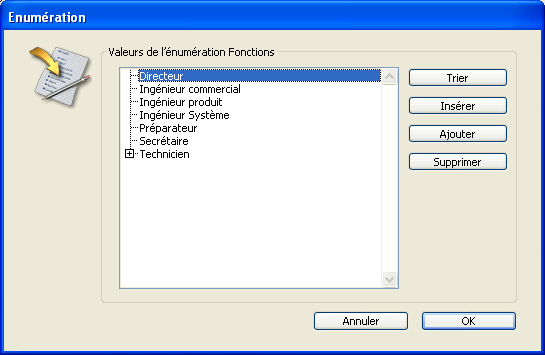 Enumération
Valeurs de l'énumération Fonctions
Directeur
Ingénieur commercial
Ingénieur produit
Ingénieur Système
Préparateur
Secrétaire
Technicien
Trier
Insérer
Ajouter
Supprimer
Annuler
OK